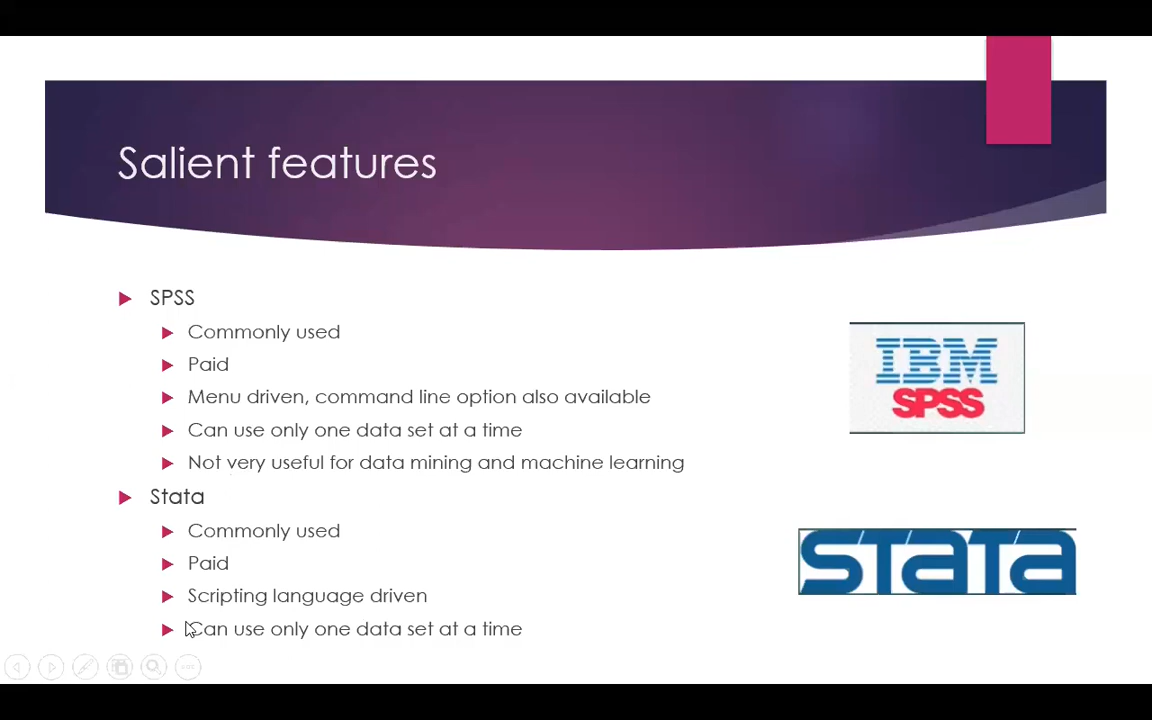 Salient features
SPSS
Commonly used
Paid
Menu driven, command line option also available
Can use only one data set at a time
Not very useful for data mining and machine learning
IBM
SPSS
Stata
Commonly used
Paid
Scripting language driven
Can use only one data set at a time
STATA